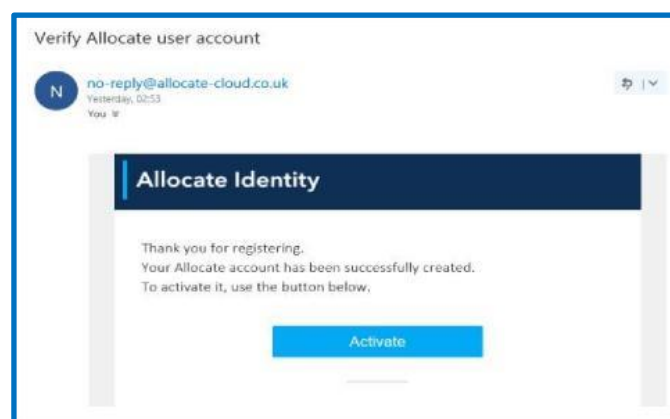 Verify Allocate user account
N
no-reply@allocate-cloud.co.uk
Yesterday, 02:53
You
Allocate Identity
Thank you for registering.
Your Allocate account has been successfully created.
To activate it, use the button below.
Activate